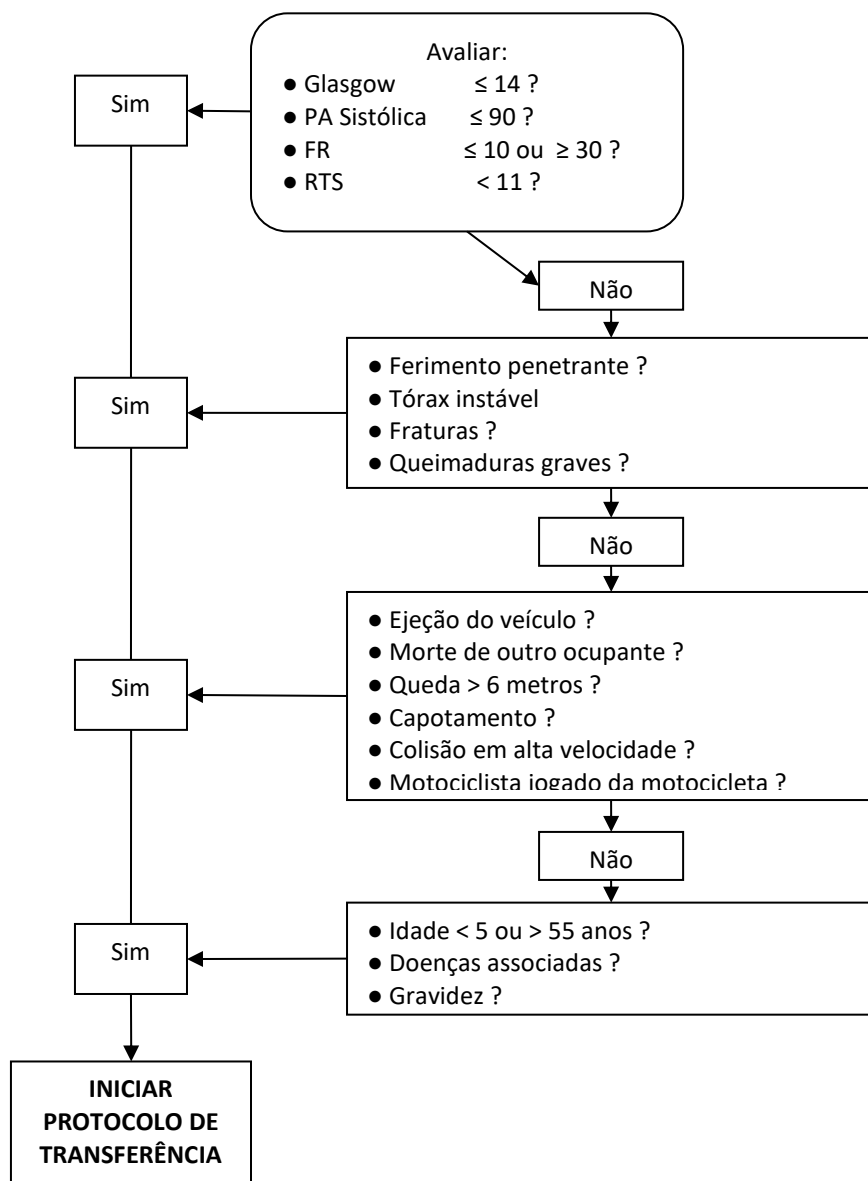 Avaliar:
● Glasgow ≤ 14 ?
Sim
● PA Sistólica ≤ 90 ?
● FR ≤ 10 ou ≥ 30 ?
● RTS < 11 ?
Não
● Ferimento penetrante ?
● Tórax instável
Sim
● Fraturas ?
● Queimaduras graves ?
Não
● Ejeção do veículo ?
● Morte de outro ocupante ?
Sim
● Queda > 6 metros ?
● Capotamento ?
● Colisão em alta velocidade ?
● Motociclista jogado da motocicleta ?
Não
● Idade < 5 ou > 55 anos ?
Sim
● Doenças associadas ?
● Gravidez ?
INICIAR
PROTOCOLO DE
TRANSFERÊNCIA